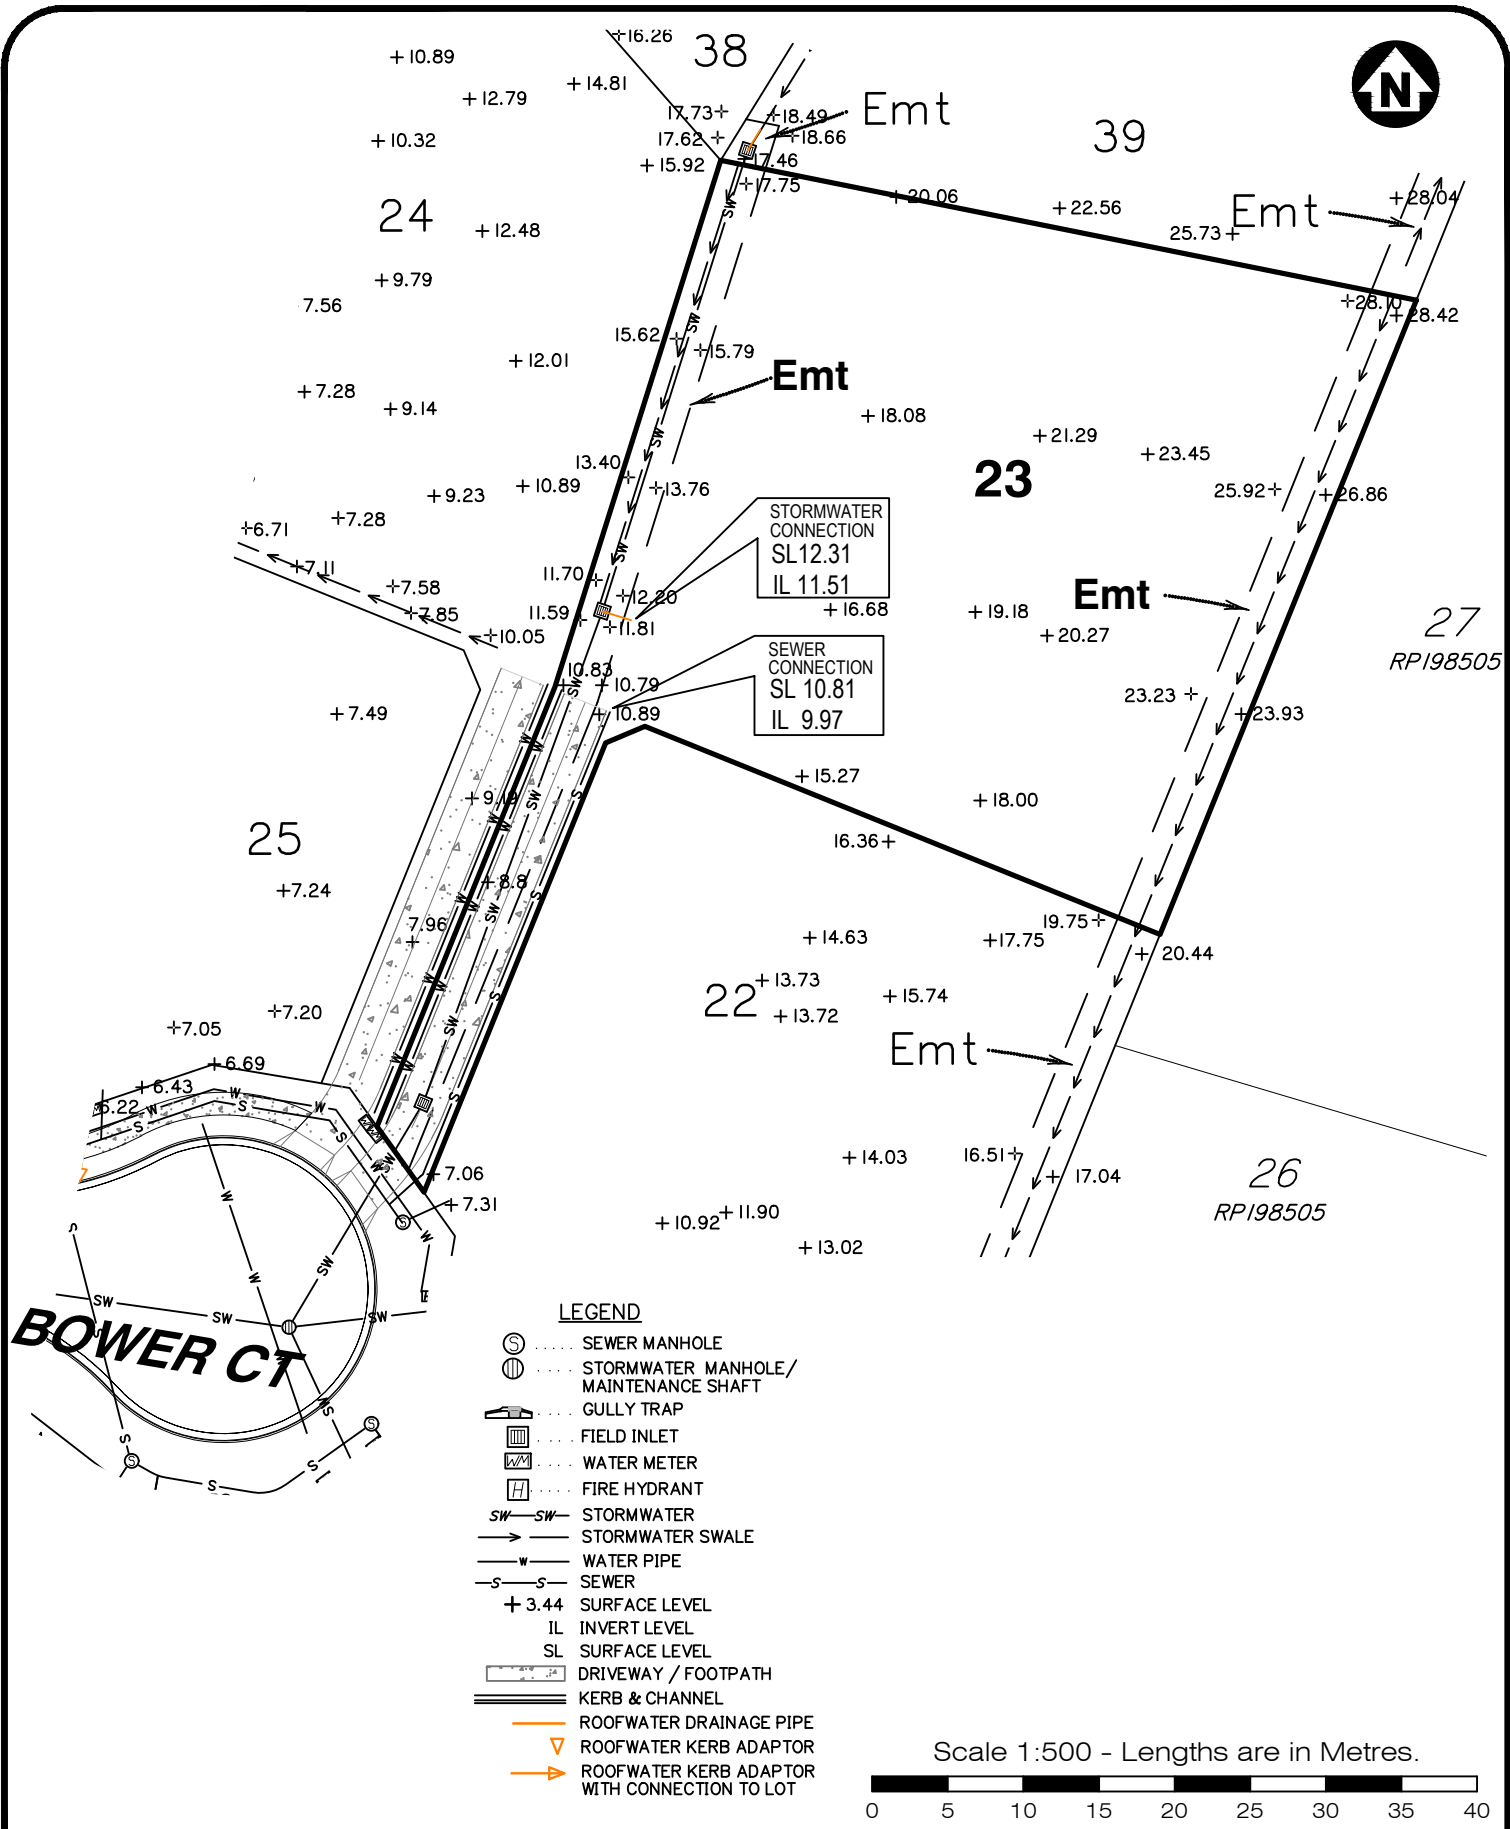 16.26
38
10.89
14.81
N
12.79
17.73
18.49
Emt
39
10.32
17.62
18.66
15.92
17.75
20.06
22.56
Emt
28.04
24
12.48
25.73
9.79
7.56
28.10
28.42
15.62
15.79
12.01
Emt
7.28
9.14
18.08
21.29
23.45
13.40
10.89
13.76
23
9.23
25.92
26.86
7.28
6.71
STORMWATER
CONNECTION
SL12.31
IL 11.51
7.11
7.58
11.70
12.20
Emt
7.85
11.59
11.81
16.68
19.18
20.27
27
RP198505
10.05
10.83
10.79
SEWER
CONNECTION
SL 10.81
IL 9.97
23.23
7.49
10.89
23.93
15.27
9.19
18.00
25
16.36
7.24
8.8
7.96
19.75
14.63
17.75
20.44
13.73
22
15.74
7.20
13.72
7.05
Emt
6.69
6.43
6.22
14.03
16.51
26
RP198505
7.06
17.04
7.31
10.92
11.90
13.02
W
S
SW
BOWER CT
LEGEND
S ..... SEWER MANHOLE
.... STORMWATER MANHOLE/
MAINTENANCE SHAFT
.... GULLY TRAP
.... FIELD INLET
WM .... WATER METER
H ..... FIRE HYDRANT
SW SW STORMWATER
STORMWATER SWALE
W WATER PIPE
S S SEWER
+ 3.44 SURFACE LEVEL
IL INVERT LEVEL
SL SURFACE LEVEL
DRIVEWAY / FOOTPATH
KERB & CHANNEL
ROOFWATER DRAINAGE PIPE
ROOFWATER KERB ADAPTOR
ROOFWATER KERB ADAPTOR
WITH CONNECTION TO LOT
Scale 1:500 - Lengths are in Metres.
0 5 10 15 20 25 30 35 40